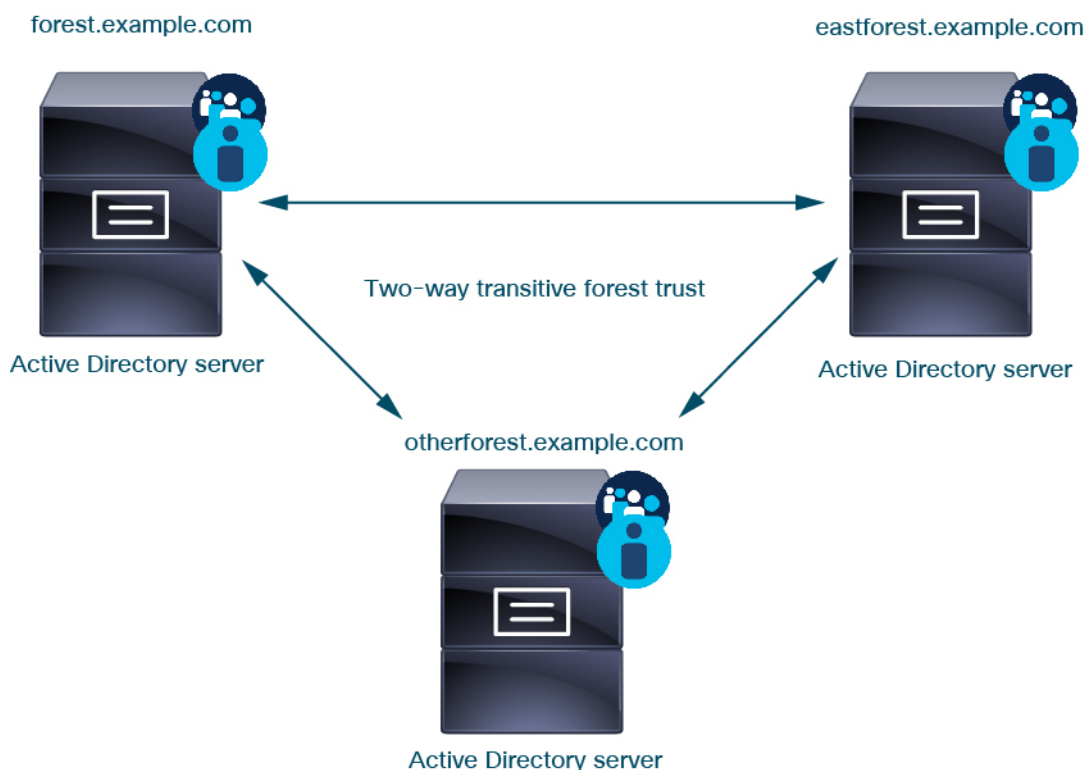 forest.example.com
eastforest.example.com
Two-way transitive forest trust
Active Directory server
Active Directory server
otherforest.example.com
Active Directory server